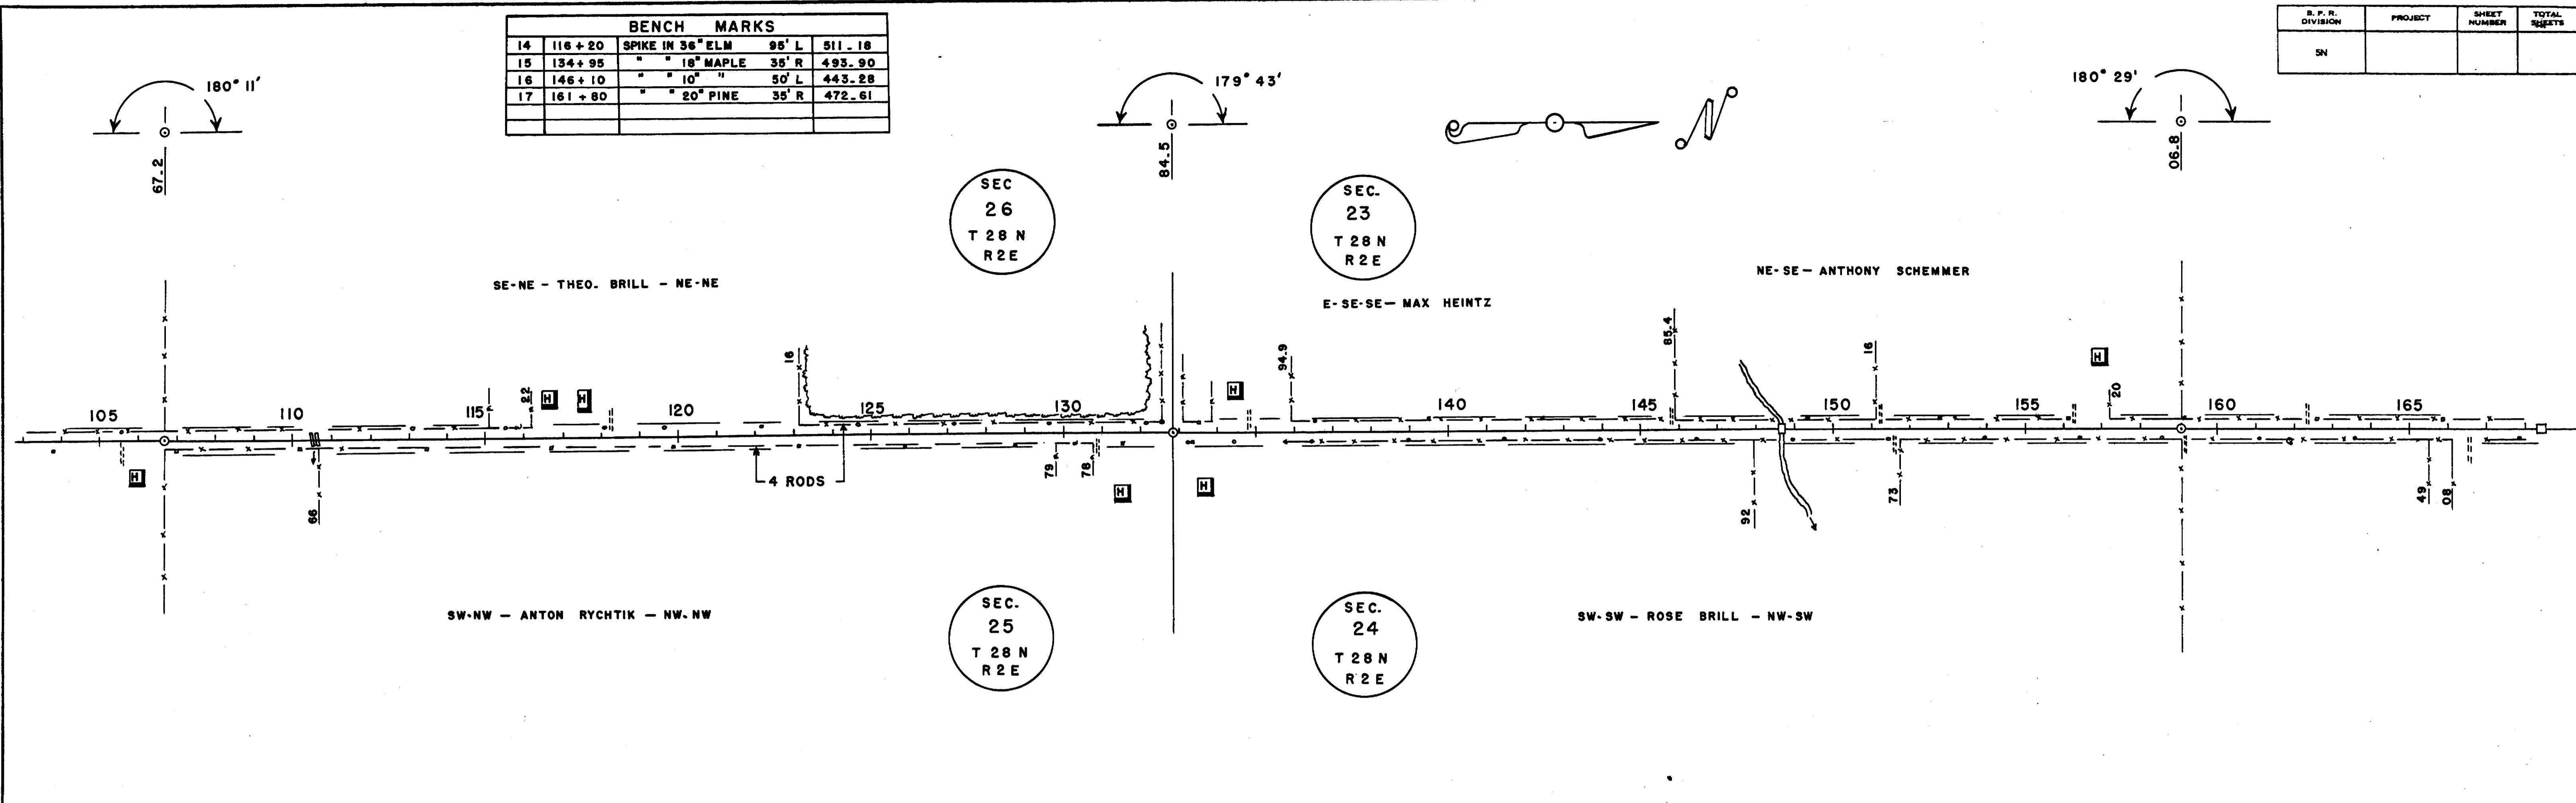 BENCH MARKS
14 116+20 SPIKE IN 36" ELM 95' L 511.18
15 134+95 " " 18" MAPLE 35' R 493.90
16 146+10 " " 10" " 50' L 443.28
17 161+80 " " 20" PINE 35' R 472.61
B. P. R. DIVISION PROJECT SHEET NUMBER TOTAL SHEETS
5N
180° 11'
67.2
179° 43'
84.5
N
180° 29'
06.8
SEC
26
T 28 N
R 2 E
SEC.
23
T 28 N
R 2 E
SE-NE - THEO. BRILL - NE-NE
E-SE-SE - MAX HEINTZ
NE-SE - ANTHONY SCHEMMER
22
16
94.9
85.4
16
20
H H H H
105 110 115 120 125 130 140 145 150 155 160 165
H H H
66
4 RODS
79
78
92
73
49
08
SW-NW - ANTON RYCHTIK - NW-NW
SW-SW - ROSE BRILL - NW-SW
SEC.
25
T 28 N
R 2 E
SEC.
24
T 28 N
R 2 E